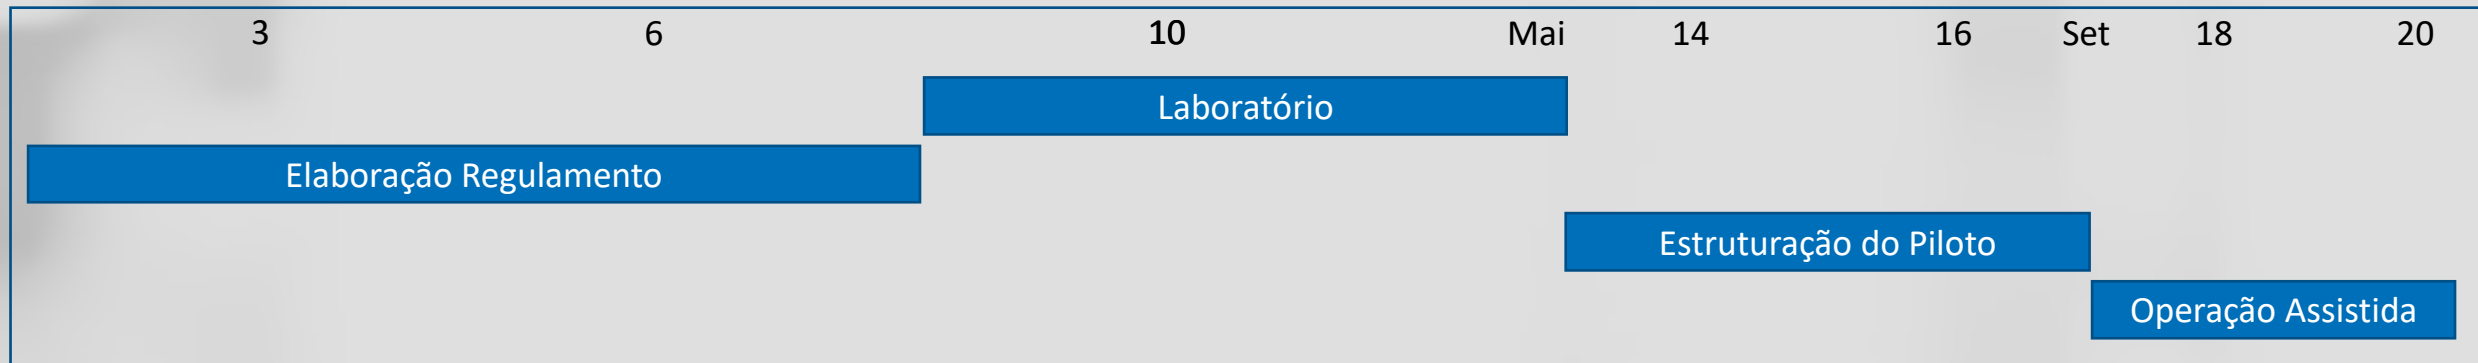 3 6 10 Mai 14 16 Set 18 20
Laboratório
Elaboração Regulamento
Estruturação do Piloto
Operação Assistida